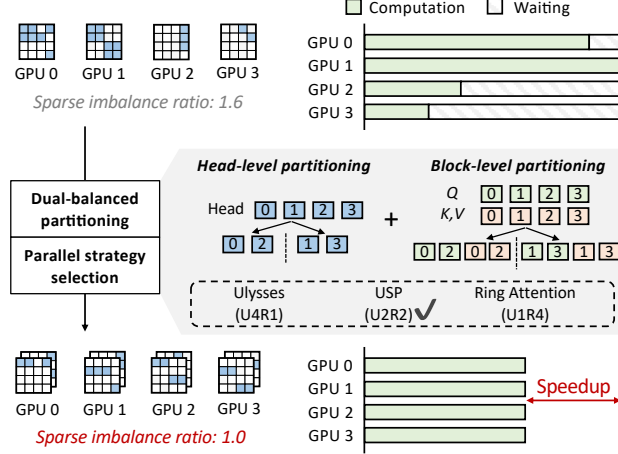 Computation Waiting
GPU 0
GPU 1
GPU 2
GPU 3
GPU 0 GPU 1 GPU 2 GPU 3
Sparse imbalance ratio: 1.6
Dual-balanced
partitioning
Parallel strategy
selection
Head-level partitioning
Head 0 1 2 3
0 2 1 3
+
Block-level partitioning
Q 0 1 2 3
K,V 0 1 2 3
0 2 0 2 1 3 1 3
Ulysses
(U4R1)
USP
(U2R2)
Ring Attention
(U1R4)
GPU 0 GPU 1 GPU 2 GPU 3
Sparse imbalance ratio: 1.0
GPU 0
GPU 1
GPU 2
GPU 3
Speedup